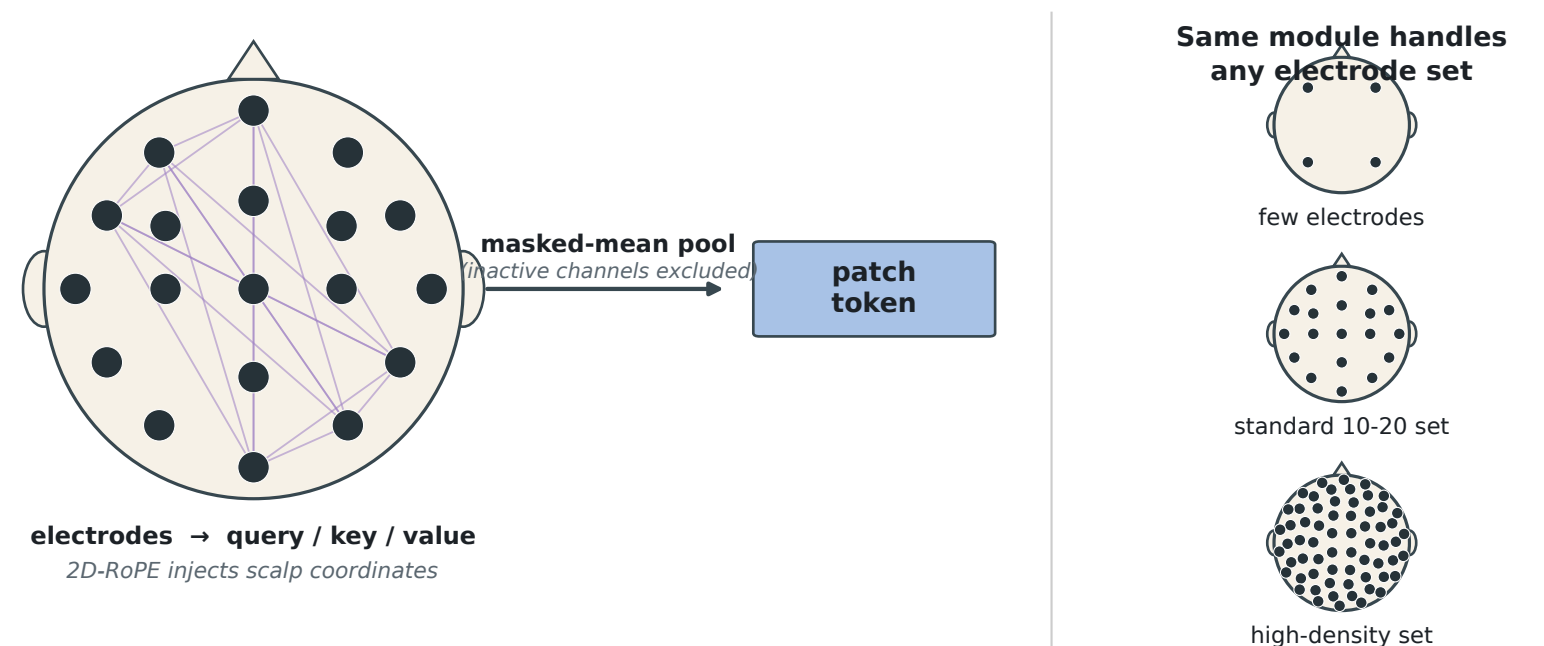 masked-mean pool
(inactive channels excluded)
patch
token
electrodes → query / key / value
2D-RoPE injects scalp coordinates
Same module handles
any electrode set
few electrodes
standard 10-20 set
high-density set